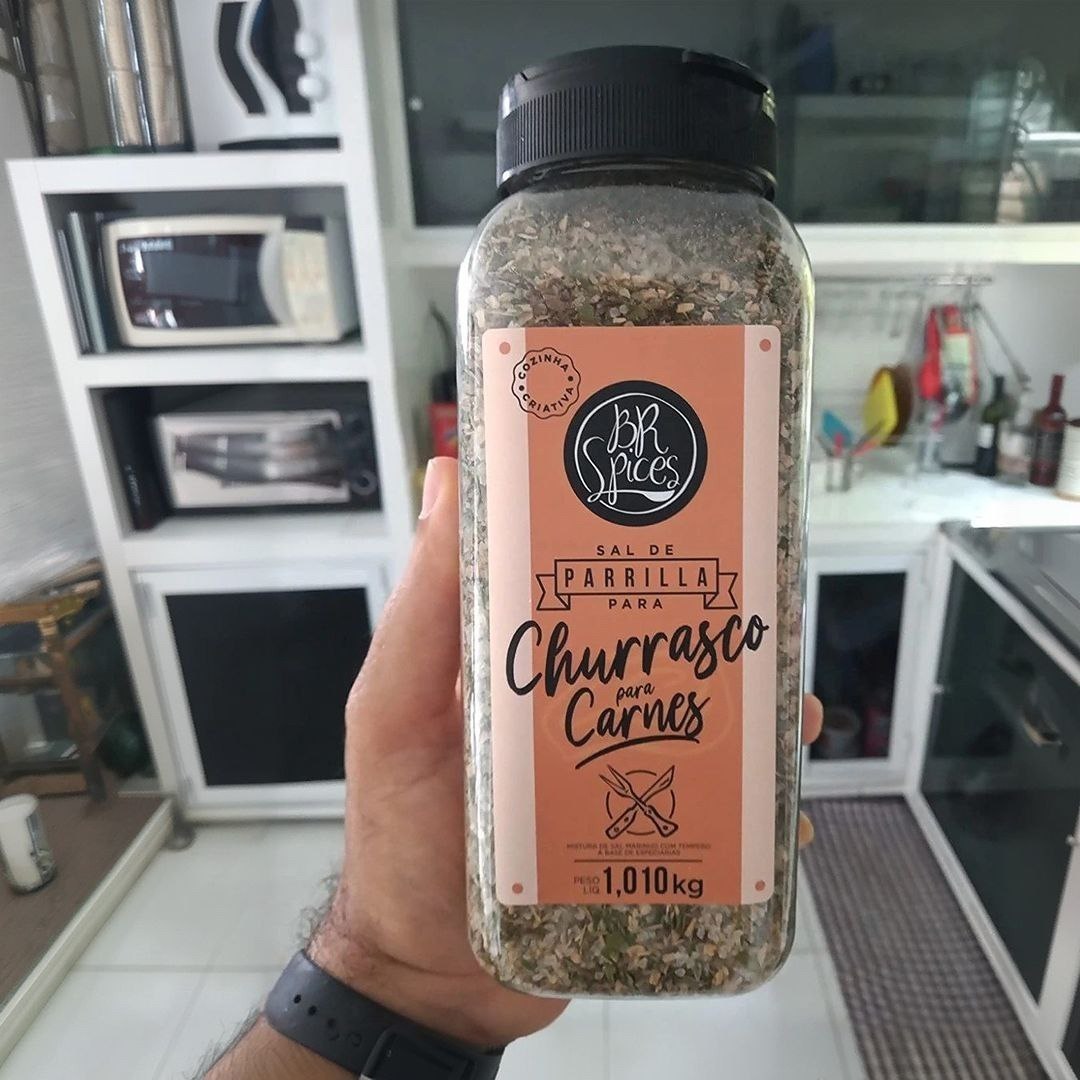 COZINHA
CRIATIVA
BR
Spices
SAL DE
PARRILLA
PARA
Churrasco
para
Carnes
MISTURA DE SAL MARINHO COM TEMPERO
À BASE DE ESPECIARIAS
PESO
LÍQ 1,010kg